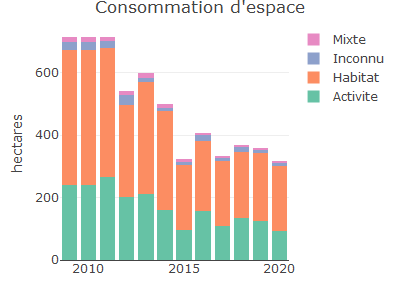 Consommation d'espace
Mixte
Inconnu
Habitat
Activite
hectares
600
400
200
0
2010
2015
2020